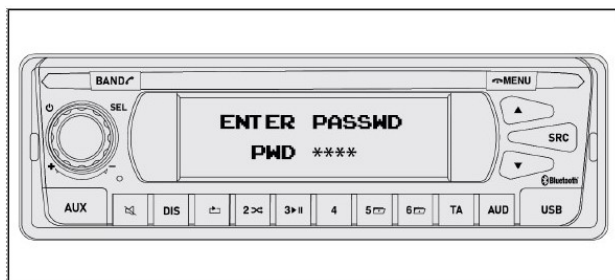 BAND
MENU
SEL
ENTER PASSWD
PWD ****
SRC
Bluetooth
AUX
DIS
2
3
4
5
6
TA
AUD
USB